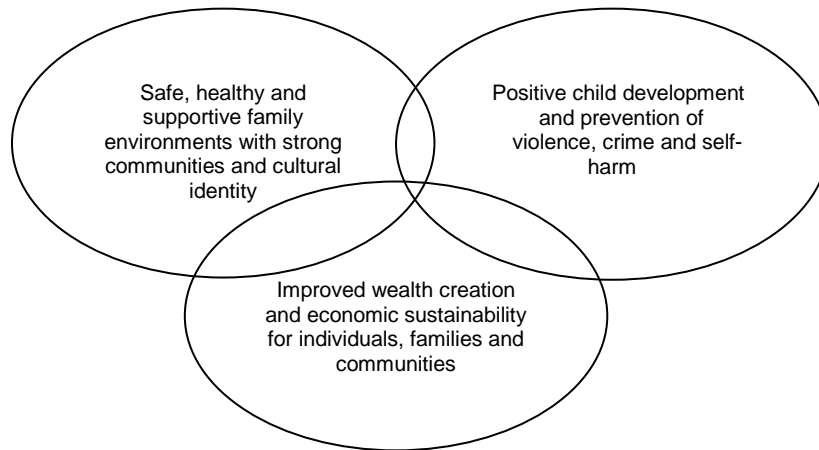 Safe, healthy and
supportive family
environments with strong
communities and cultural
identity
Positive child development
and prevention of
violence, crime and self-
harm
Improved wealth creation
and economic sustainability
for individuals, families and
communities